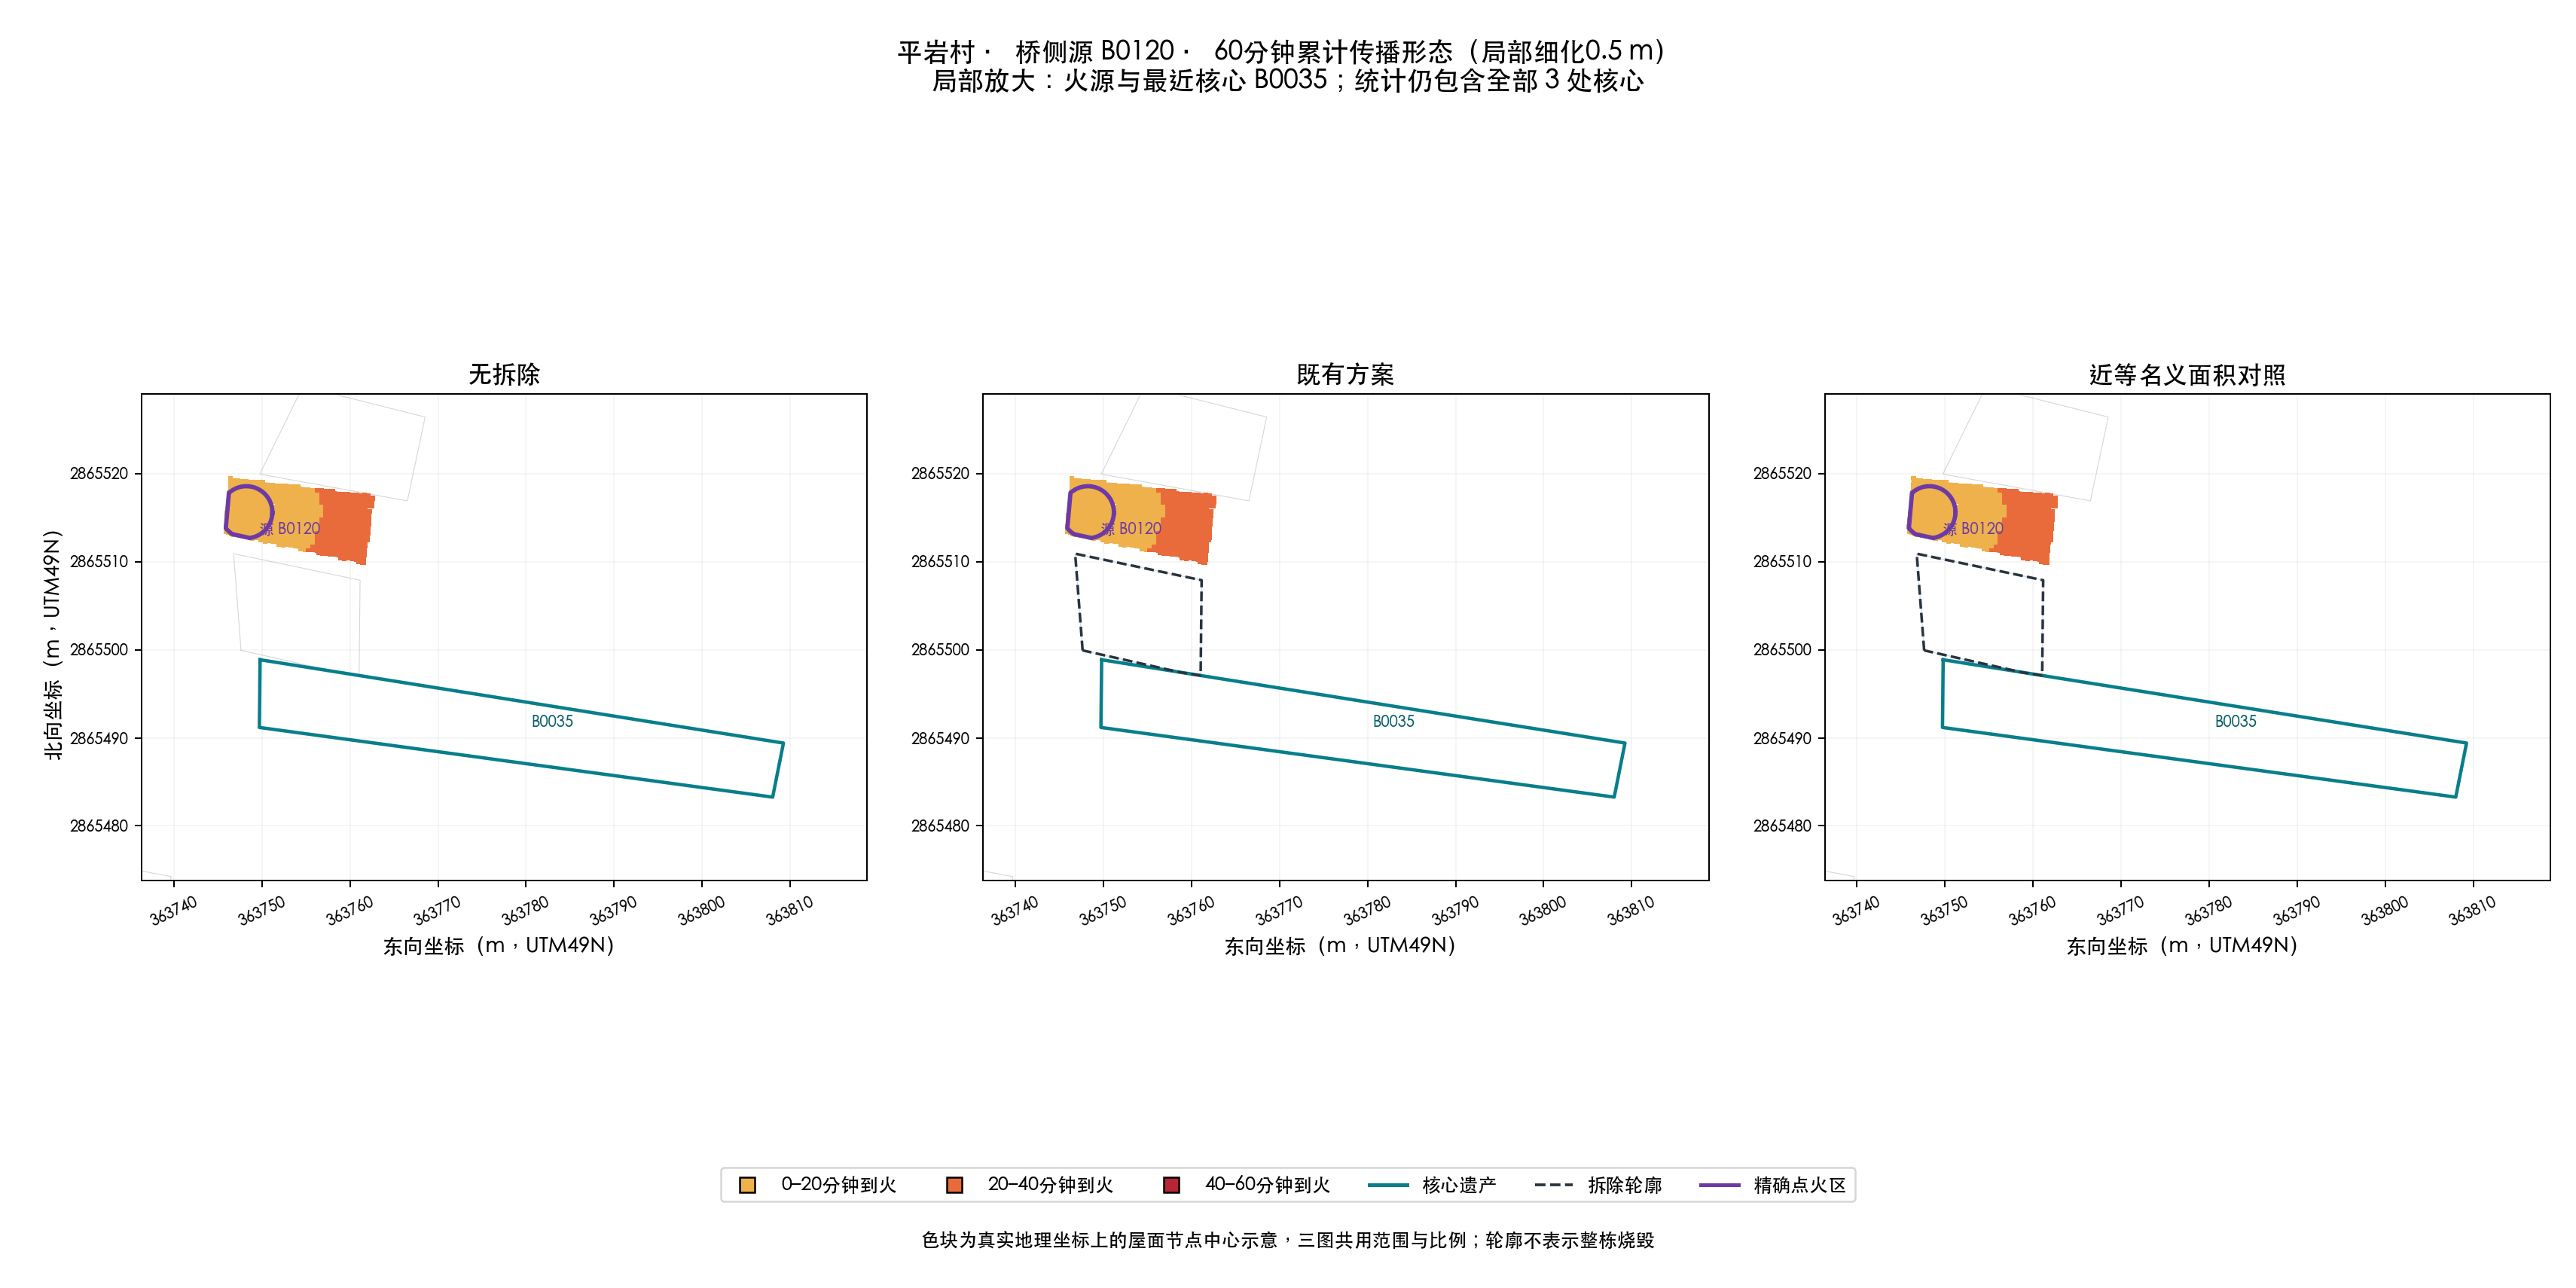 平岩村 · 桥侧源 B0120 · 60分钟累计传播形态（局部细化0.5 m）
局部放大：火源与最近核心 B0035；统计仍包含全部 3 处核心
无拆除
既有方案
近等名义面积对照
北向坐标（m，UTM49N）
2865520
2865510
2865500
2865490
2865480
源 B0120
B0035
363740
363750
363760
363770
363780
363790
363800
363810
东向坐标（m，UTM49N）
2865520
2865510
2865500
2865490
2865480
源 B0120
B0035
363740
363750
363760
363770
363780
363790
363800
363810
东向坐标（m，UTM49N）
2865520
2865510
2865500
2865490
2865480
源 B0120
B0035
363740
363750
363760
363770
363780
363790
363800
363810
东向坐标（m，UTM49N）
0–20分钟到火
20–40分钟到火
40–60分钟到火
核心遗产
拆除轮廓
精确点火区
色块为真实地理坐标上的屋面节点中心示意，三图共用范围与比例；轮廓不表示整栋烧毁